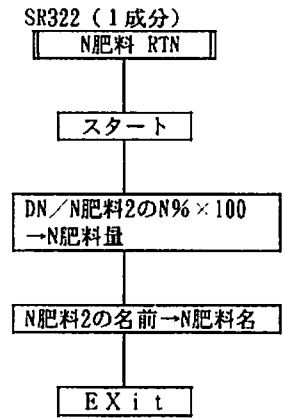 SR322(1成分)
N肥料 RTN
スタート
DN/N肥料2のN%×100
→N肥料量
N肥料2の名前→N肥料名
EXit